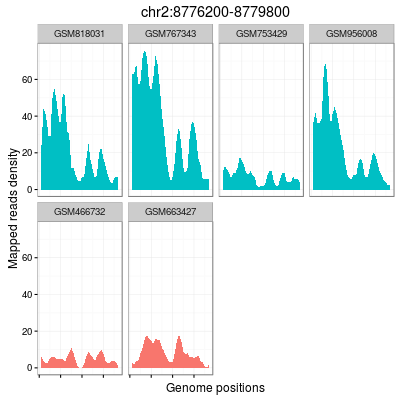 chr2:8776200-8779800
GSM818031 GSM767343 GSM753429 GSM956008
60
40
20
0
GSM466732 GSM663427
60
40
20
0
Mapped reads density
Genome positions